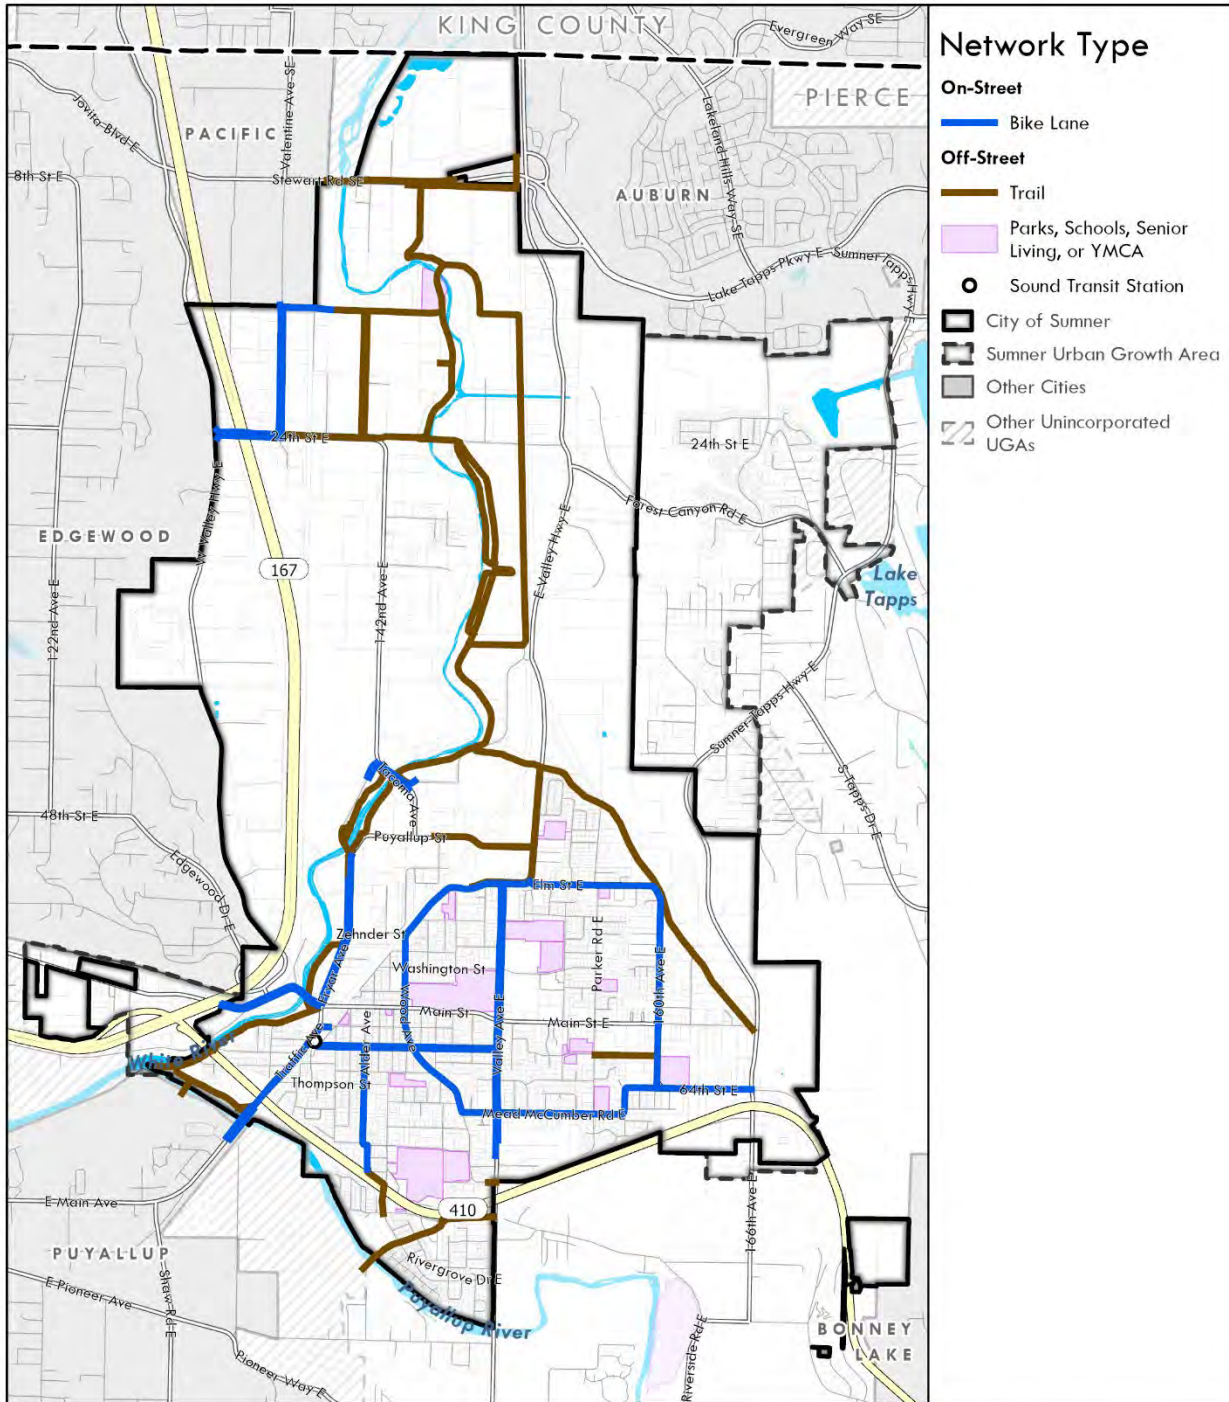 KING COUNTY
Evergreen Way SE
PIERCE
Jovita Blvd E
PACIFIC
Valentine Ave SE
Lakeland Hills Way SE
8th St E
Stewart Rd SE
AUBURN
Lake Tapps Pkwy E
Sumner Tapps Hwy E
24th St E
24th St E
W Valley Hwy E
Forest Canyon Rd E
EDGEWOOD
E Valley Hwy E
167
Lake
Tapps
122nd Ave E
142nd Ave E
Sumner-Tapps Hwy E
S Tapps Dr E
Tacoma Ave
48th St E
Puyallup St
Edgewood Dr E
Elm St E
Zehnder St
Parker Rd E
Washington St
Fryar Ave
160th Ave E
Wood Ave
Valley Ave E
Main St
Main St E
White River
Traffic Ave
Alder Ave
Thompson St
64th St E
Mead McCumber Rd E
E Main Ave
410
166th Ave E
PUYALLUP
Shaw Rd E
Rivergrove Dr E
E Pioneer Ave
Puyallup River
Riverside Rd E
BONNEY
LAKE
Pioneer Way E
Network Type
On-Street
Bike Lane
Off-Street
Trail
Parks, Schools, Senior
Living, or YMCA
Sound Transit Station
City of Sumner
Sumner Urban Growth Area
Other Cities
Other Unincorporated
UGAs